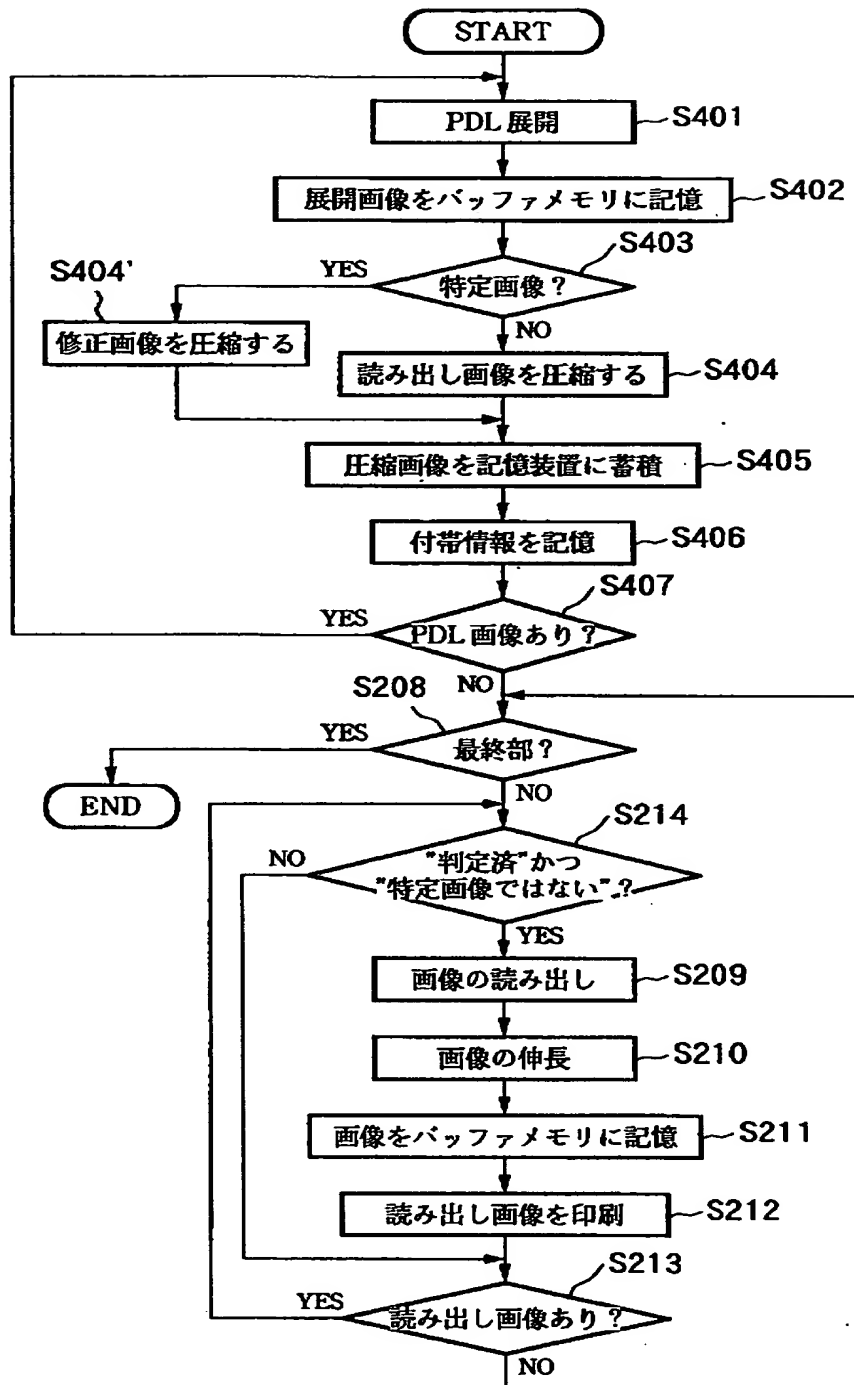 START
PDL 展開
S401
展開画像をバッファメモリに記憶
S402
S403
YES
特定画像？
S404'
NO
修正画像を圧縮する
読み出し画像を圧縮する
S404
圧縮画像を記憶装置に蓄積
S405
付帯情報を記憶
S406
S407
YES
PDL 画像あり？
S208
NO
YES
最終部？
END
NO
S214
NO
"判定済"かつ
"特定画像ではない"？
YES
画像の読み出し
S209
画像の伸長
S210
画像をバッファメモリに記憶
S211
読み出し画像を印刷
S212
S213
YES
読み出し画像あり？
NO